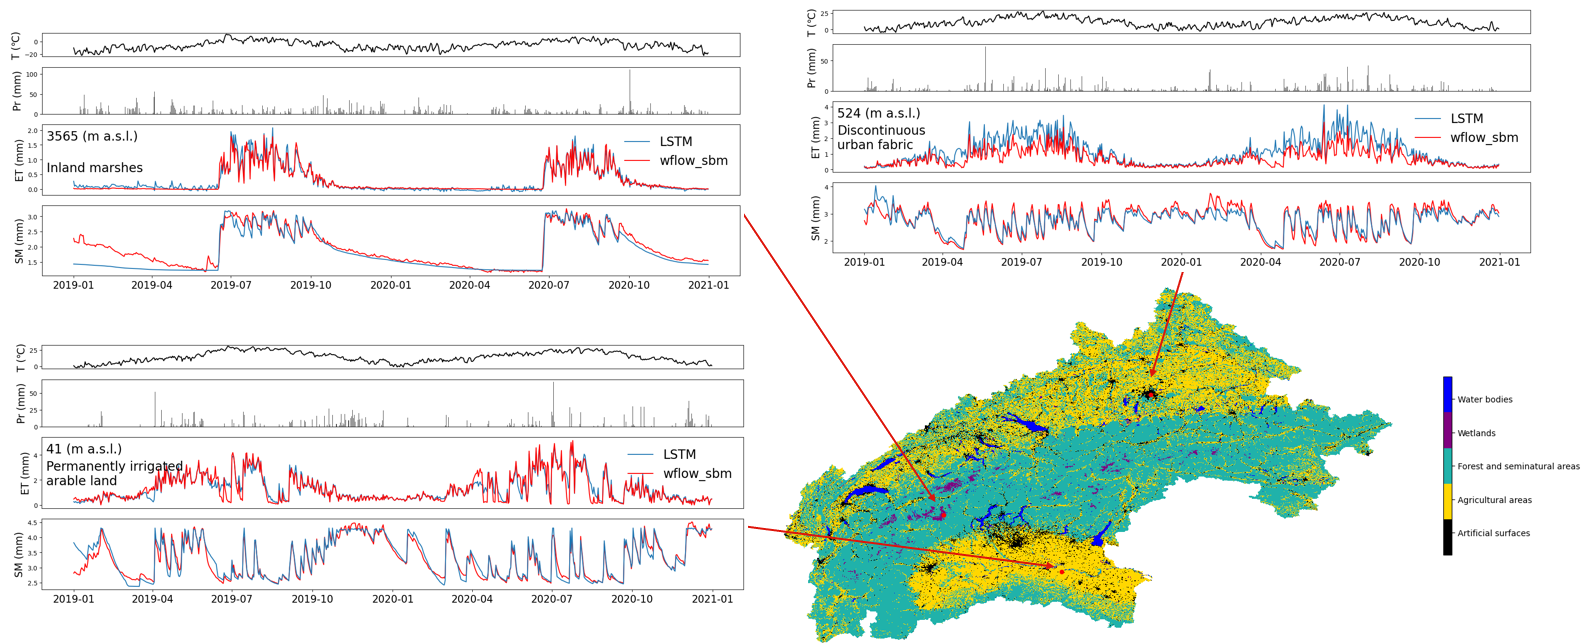 T (°C)
0
−20
Pr (mm)
100
50
0
3565 (m a.s.l.)
Inland marshes
LSTM
wflow_sbm
ET (mm)
2.0
1.5
1.0
0.5
0.0
SM (mm)
3.0
2.5
2.0
1.5
2019-01 2019-04 2019-07 2019-10 2020-01 2020-04 2020-07 2020-10 2021-01
T (°C)
25
0
Pr (mm)
50
0
524 (m a.s.l.)
Discontinuous
urban fabric
LSTM
wflow_sbm
ET (mm)
4
3
2
1
0
SM (mm)
4
3
2
2019-01 2019-04 2019-07 2019-10 2020-01 2020-04 2020-07 2020-10 2021-01
T (°C)
25
0
Pr (mm)
50
25
0
41 (m a.s.l.)
Permanently irrigated
arable land
LSTM
wflow_sbm
ET (mm)
4
2
0
SM (mm)
4.5
4.0
3.5
3.0
2.5
2019-01 2019-04 2019-07 2019-10 2020-01 2020-04 2020-07 2020-10 2021-01
Water bodies
Wetlands
Forest and seminatural areas
Agricultural areas
Artificial surfaces